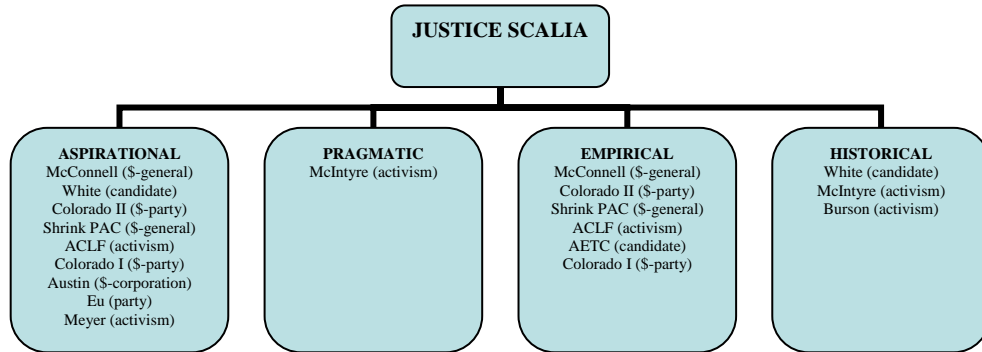 JUSTICE SCALIA
ASPIRATIONAL
McConnell ($-general)
White (candidate)
Colorado II ($-party)
Shrink PAC ($-general)
ACLF (activism)
Colorado I ($-party)
Austin ($-corporation)
Eu (party)
Meyer (activism)
PRAGMATIC
McIntyre (activism)
EMPIRICAL
McConnell ($-general)
Colorado II ($-party)
Shrink PAC ($-general)
ACLF (activism)
AETC (candidate)
Colorado I ($-party)
HISTORICAL
White (candidate)
McIntyre (activism)
Burson (activism)